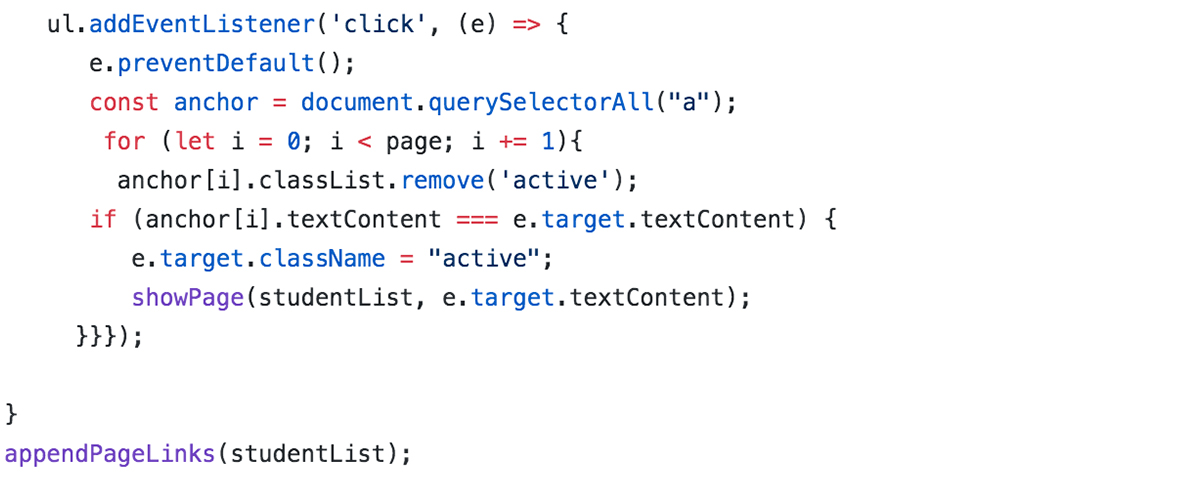 ul.addEventListener('click', (e) => {
e.preventDefault();
const anchor = document.querySelectorAll("a");
for (let i = 0; i < page; i += 1){
anchor[i].classList.remove('active');
if (anchor[i].textContent === e.target.textContent) {
e.target.className = "active";
showPage(studentList, e.target.textContent);
}}});
}
appendPageLinks(studentList);